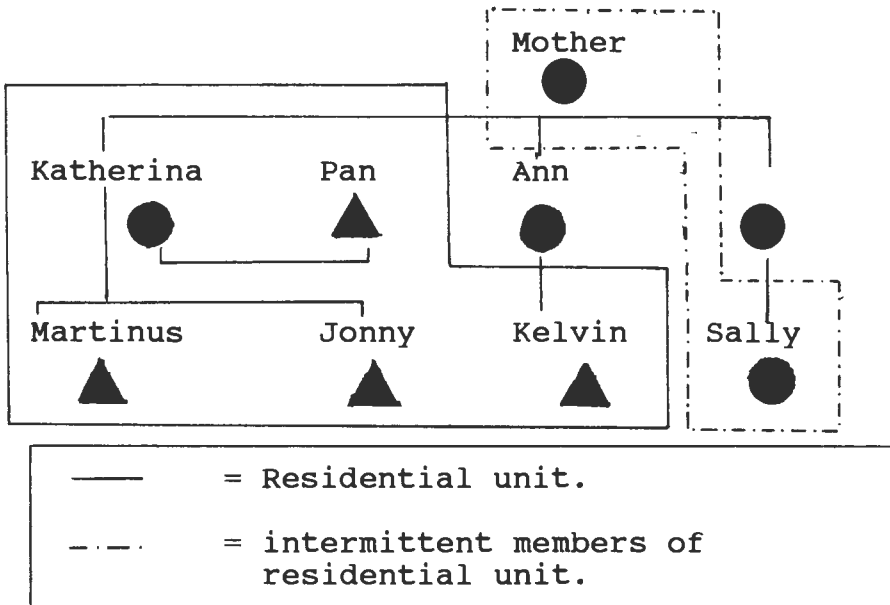 Mother
Katherina Pan Ann
Martinus Jonny Kelvin Sally
= Residential unit.
= intermittent members of
residential unit.